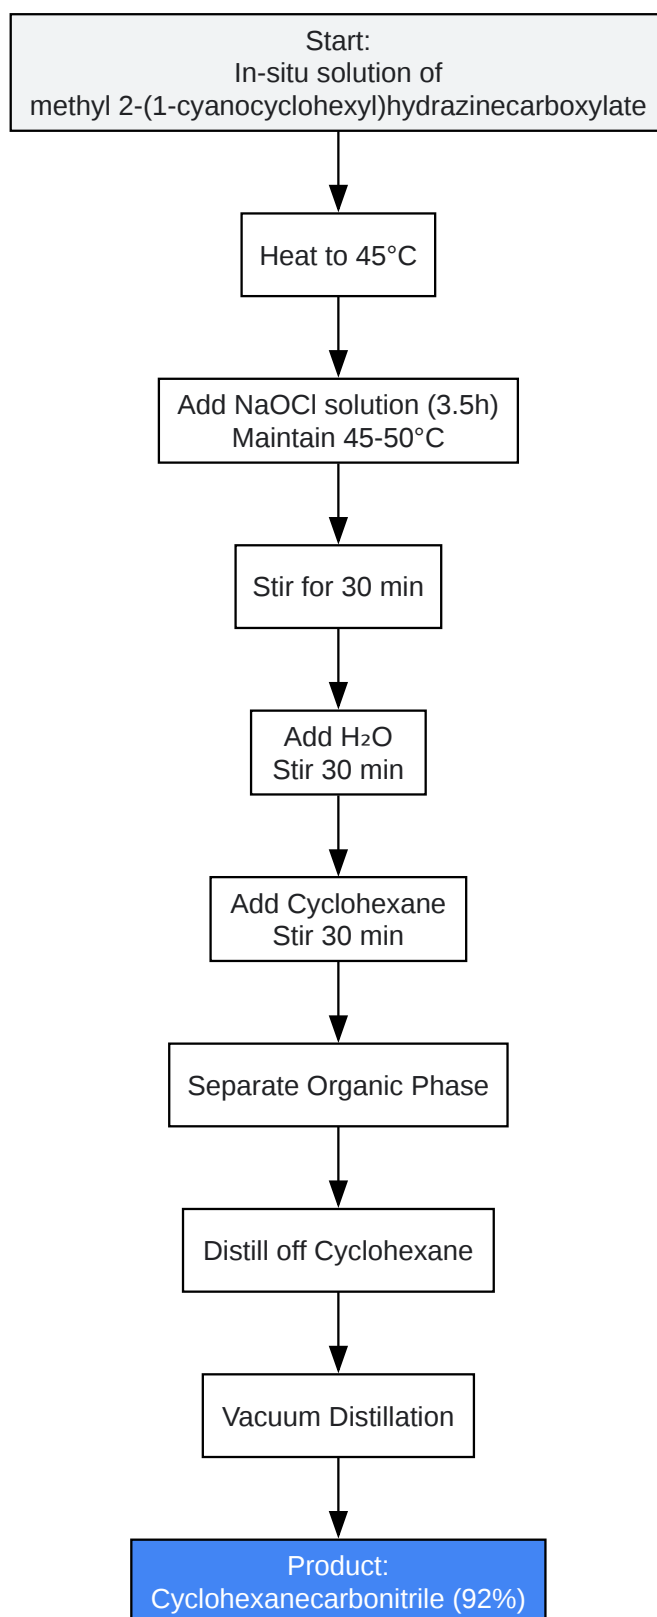 Start:
In-situ solution of
methyl 2-(1-cyanocyclohexyl)hydrazinecarboxylate
Heat to 45°C
Add NaOCl solution (3.5h)
Maintain 45-50°C
Stir for 30 min
Add H₂O
Stir 30 min
Add Cyclohexane
Stir 30 min
Separate Organic Phase
Distill off Cyclohexane
Vacuum Distillation
Product:
Cyclohexanecarbonitrile (92%)